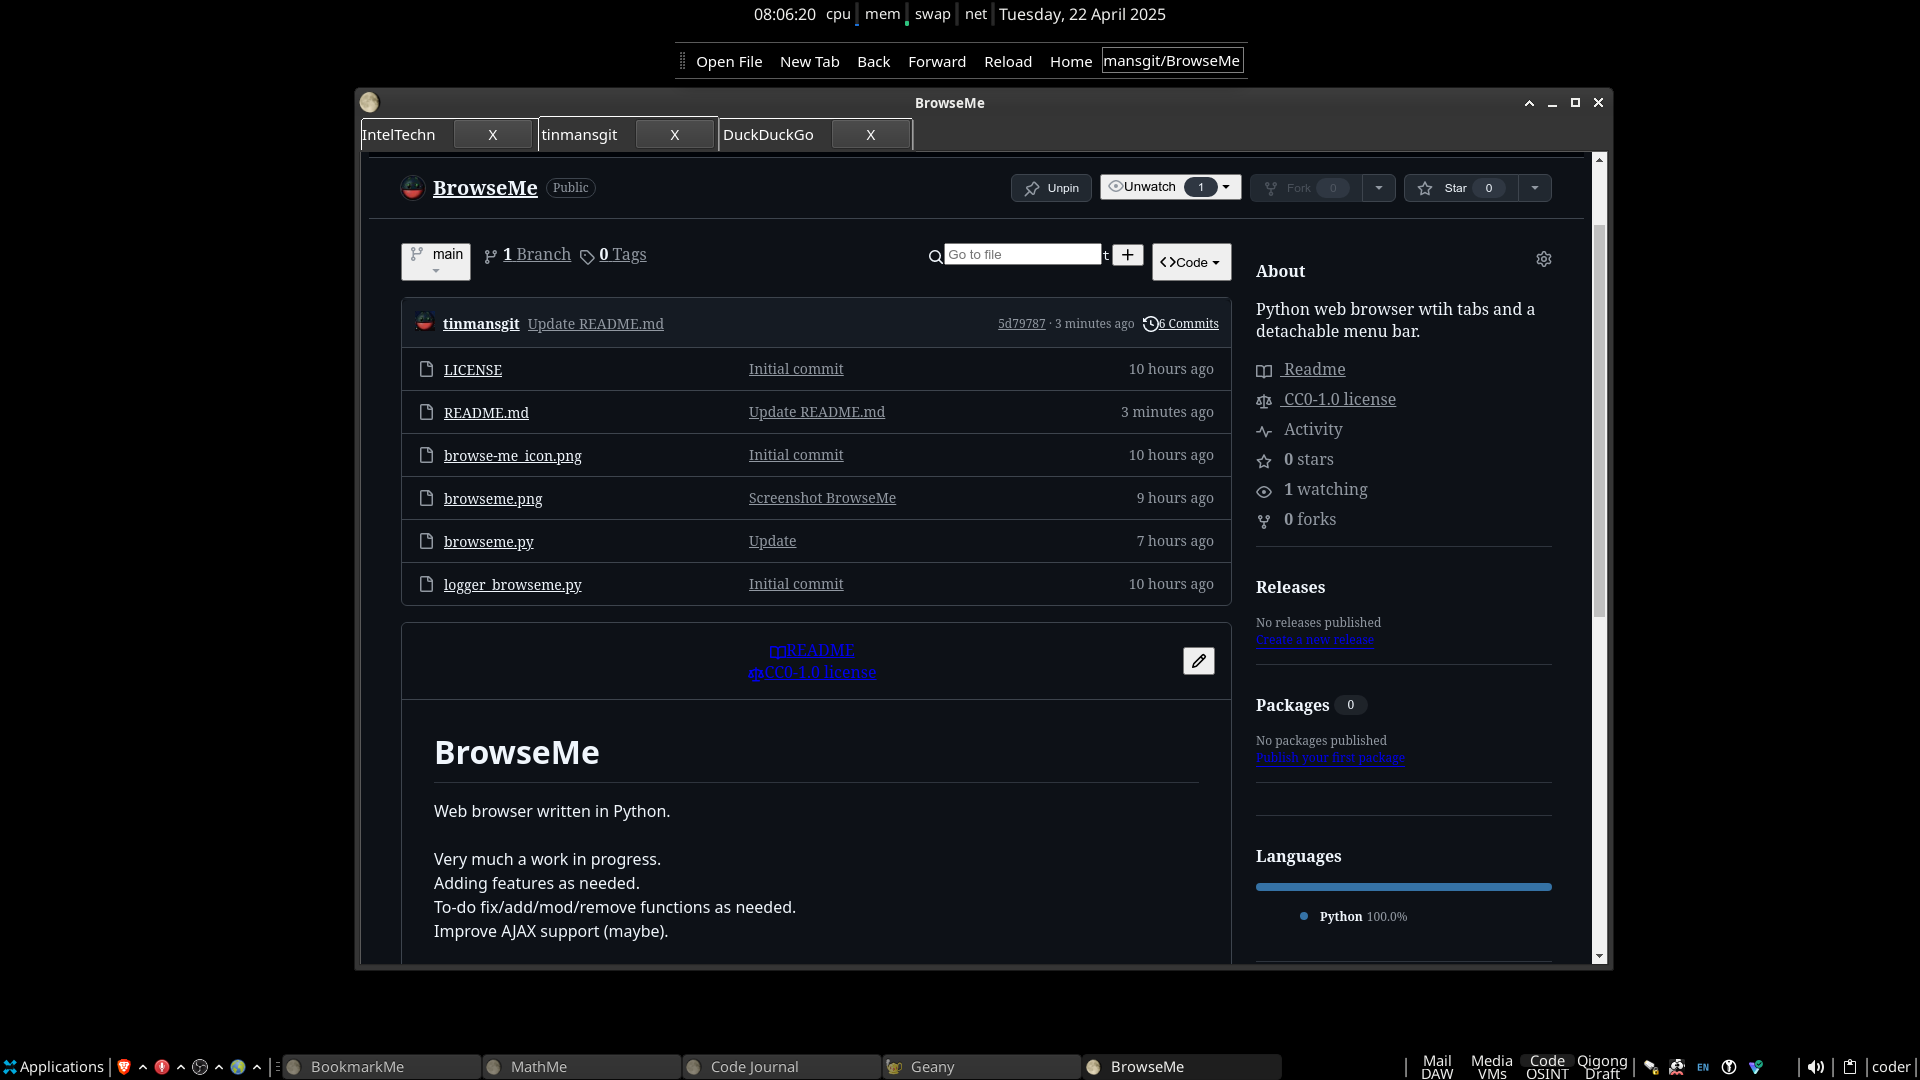 08:06:20 cpu mem swap net Tuesday, 22 April 2025
Open File New Tab Back Forward Reload Home mansgit/BrowseMe
BrowseMe
IntelTechn X tinmansgit X DuckDuckGo X
BrowseMe Public Unpin Unwatch 1 Fork 0 Star 0
main 1 Branch 0 Tags Go to file t + <>Code
tinmansgit Update README.md 5d79787 · 3 minutes ago 6 Commits
LICENSE Initial commit 10 hours ago
README.md Update README.md 3 minutes ago
browse-me_icon.png Initial commit 10 hours ago
browseme.png Screenshot BrowseMe 9 hours ago
browseme.py Update 7 hours ago
logger_browseme.py Initial commit 10 hours ago
README
CC0-1.0 license
BrowseMe
Web browser written in Python.
Very much a work in progress.
Adding features as needed.
To-do fix/add/mod/remove functions as needed.
Improve AJAX support (maybe).
About
Python web browser wtih tabs and a
detachable menu bar.
Readme
CC0-1.0 license
Activity
0 stars
1 watching
0 forks
Releases
No releases published
Create a new release
Packages 0
No packages published
Publish your first package
Languages
Python 100.0%
Applications BookmarkMe MathMe Code Journal Geany BrowseMe
Mail Media Code Qigong
DAW VMs OSINT Draft
EN coder